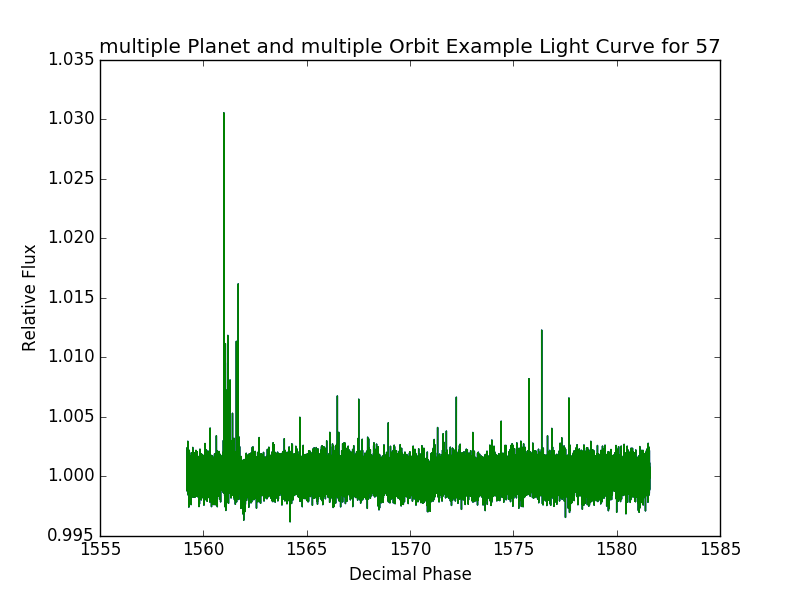 multiple Planet and multiple Orbit Example Light Curve for 57
1.035
1.030
1.025
1.020
1.015
1.010
1.005
1.000
0.995
Relative Flux
1555 1560 1565 1570 1575 1580 1585
Decimal Phase